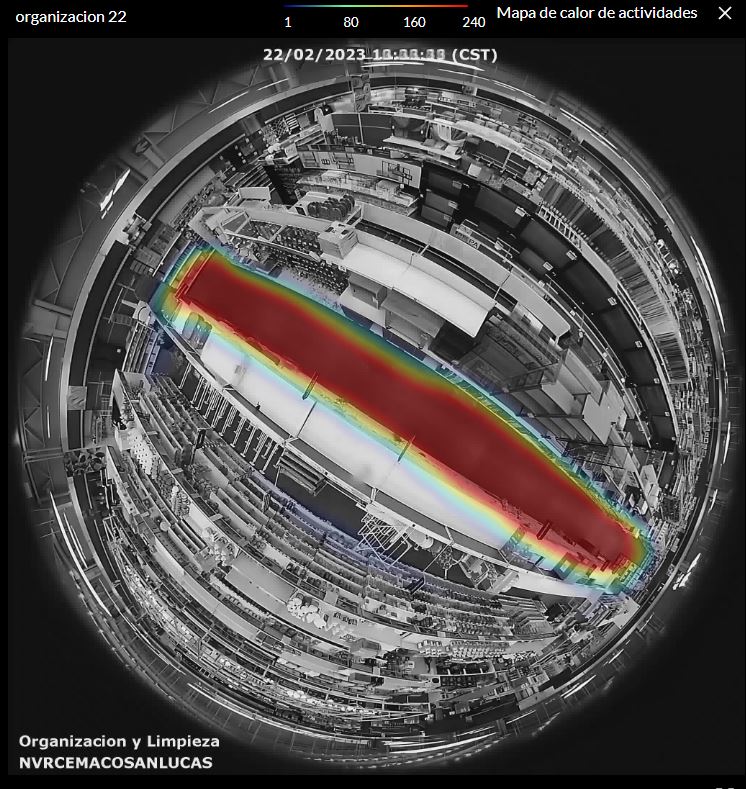 organizacion 22
1 80 160 240
Mapa de calor de actividades
22/02/2023 (CST)
Organizacion y Limpieza
NVRCEMACOSANLUCAS